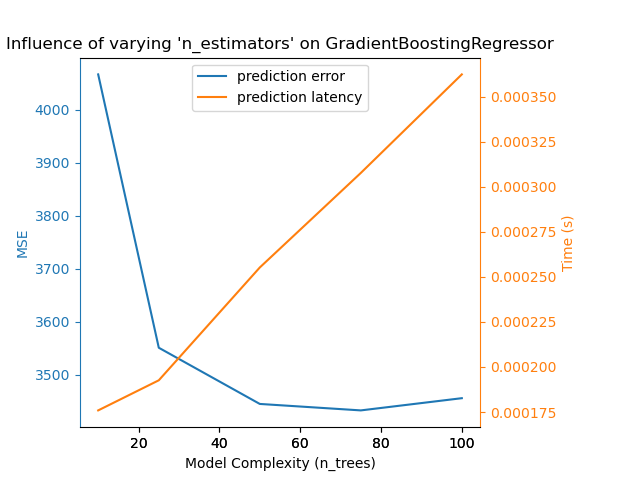 Influence of varying 'n_estimators' on GradientBoostingRegressor
prediction error
prediction latency
4000
3900
3800
3700
3600
3500
MSE
0.000350
0.000325
0.000300
0.000275
0.000250
0.000225
0.000200
0.000175
Time (s)
20 40 60 80 100
Model Complexity (n_trees)